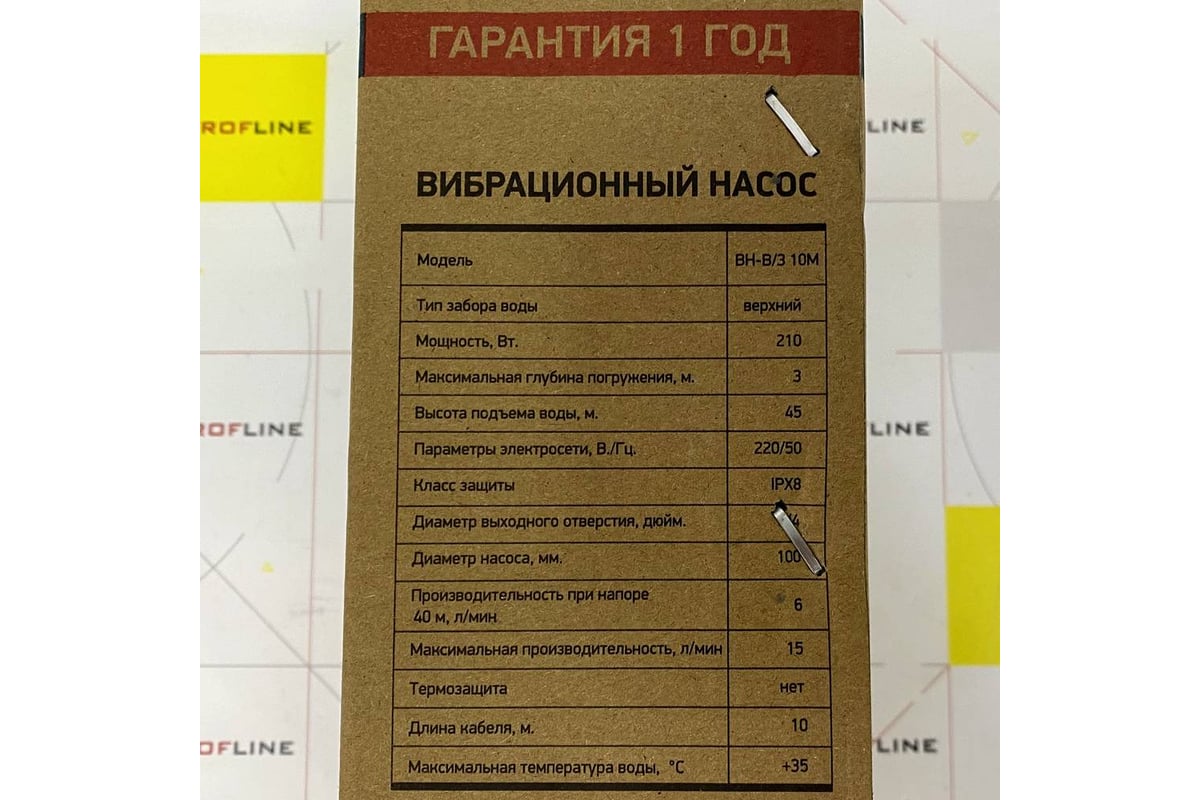 ГАРАНТИЯ 1 ГОД
ROFLINE
LINE
ВИБРАЦИОННЫЙ НАСОС
Модель ВН-В/3 10М
Тип забора воды верхний
Мощность, Вт. 210
Максимальная глубина погружения, м. 3
Высота подъема воды, м. 45
ROFLINE
LINE
Параметры электросети, В./Гц. 220/50
Класс защиты IPX8
Диаметр выходного отверстия, дюйм.
Диаметр насоса, мм. 100
Производительность при напоре
40 м, л/мин 6
Максимальная производительность, л/мин 15
Термозащита нет
Длина кабеля, м. 10
OFLINE
LINE
Максимальная температура воды, °С +35